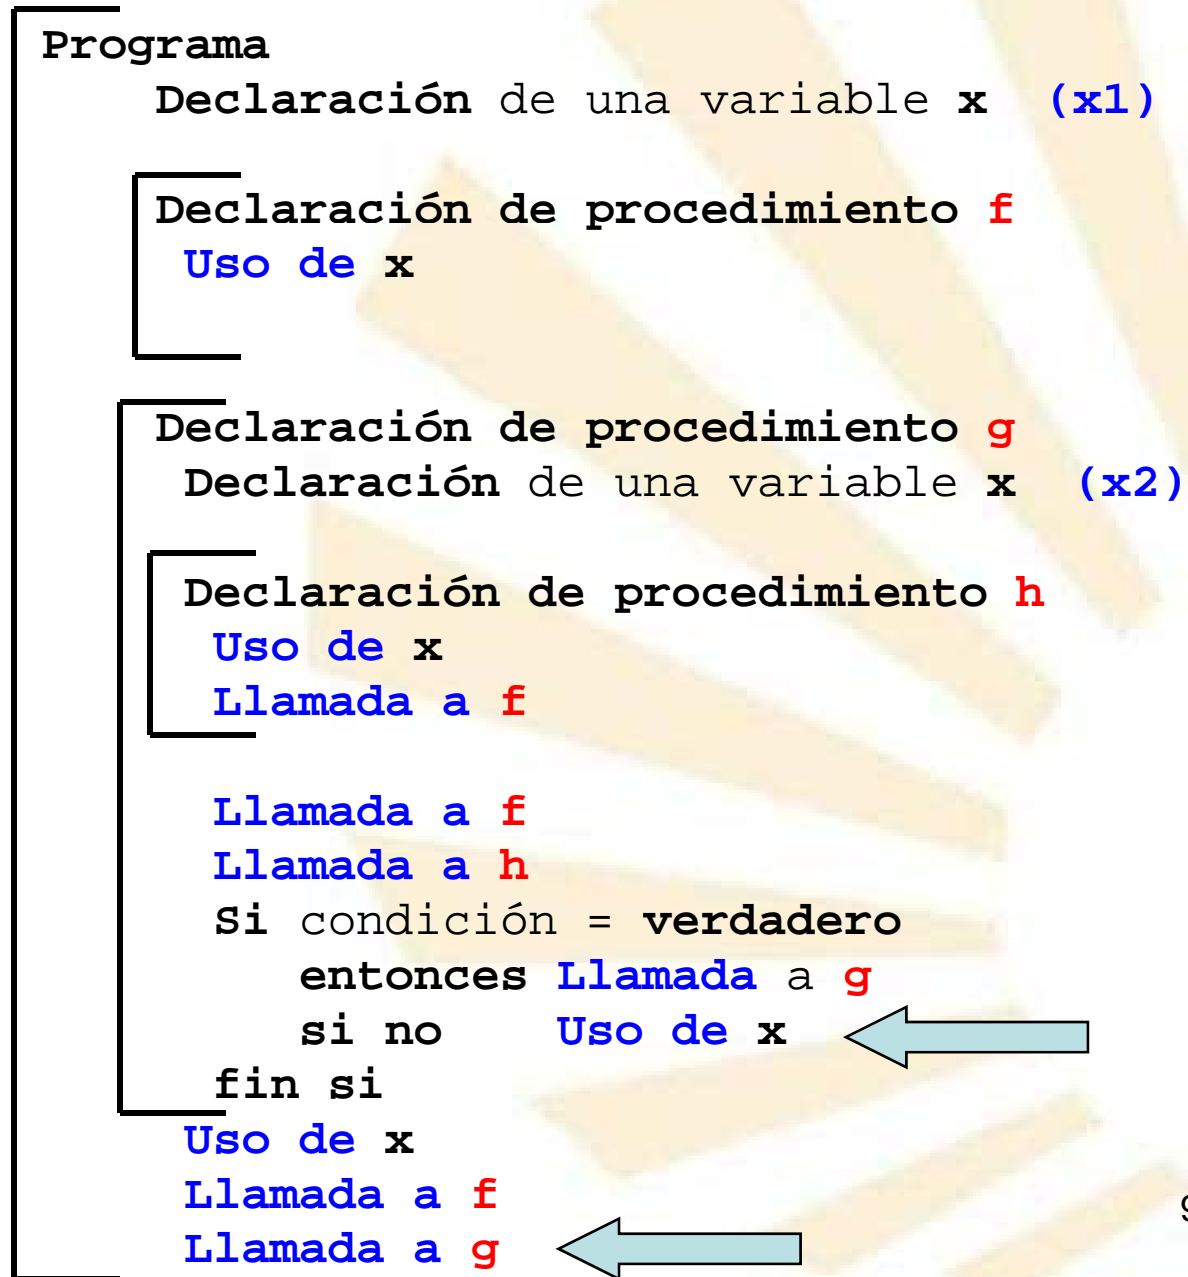 Programa
Declaración de una variable x (x1)
Declaración de procedimiento f
Uso de x
Declaración de procedimiento g
Declaración de una variable x (x2)
Declaración de procedimiento h
Uso de x
Llamada a f
Llamada a f
Llamada a h
Si condición = verdadero
entonces Llamada a g
si no Uso de x
fin si
Uso de x
Llamada a f
Llamada a g